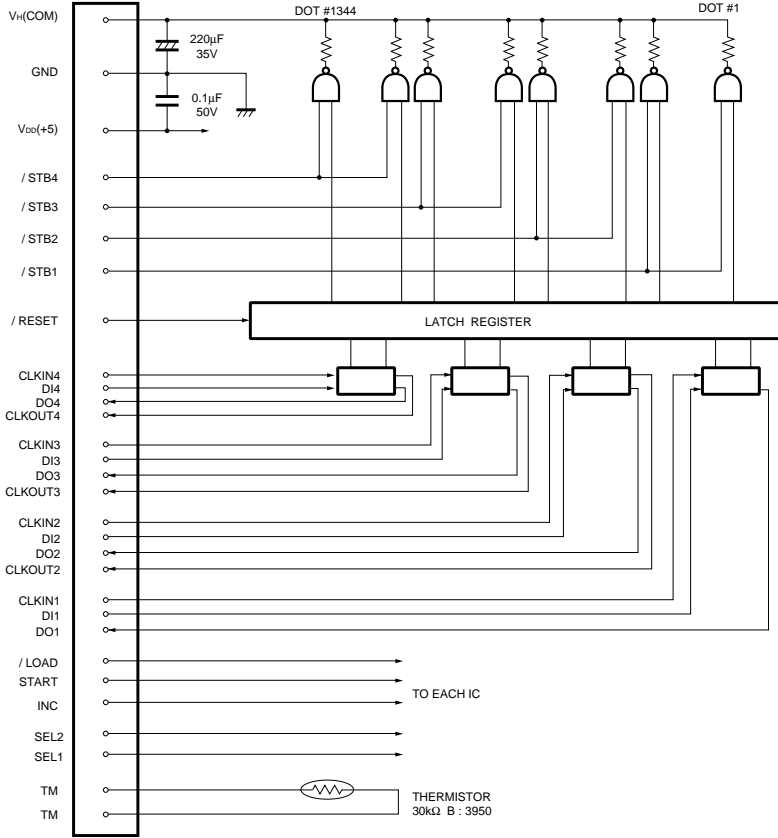 VH(COM)
DOT #1344
DOT #1
220µF
35V
GND
0.1µF
50V
VDD(+5)
/ STB4
/ STB3
/ STB2
/ STB1
/ RESET
LATCH REGISTER
CLKIN4
DI4
DO4
CLKOUT4
CLKIN3
DI3
DO3
CLKOUT3
CLKIN2
DI2
DO2
CLKOUT2
CLKIN1
DI1
DO1
/ LOAD
START
TO EACH IC
INC
SEL2
SEL1
TM
THERMISTOR
30kΩ B : 3950
TM